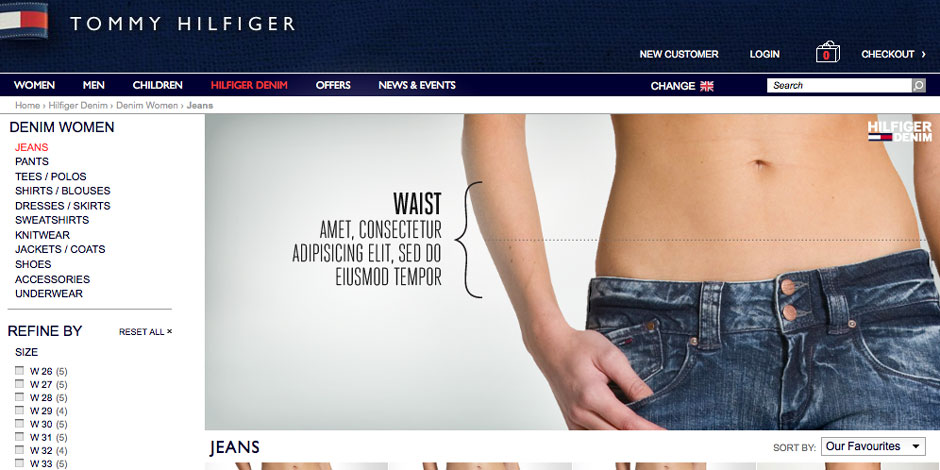 TOMMY HILFIGER
NEW CUSTOMER LOGIN 0 CHECKOUT ›
WOMEN MEN CHILDREN HILFIGER DENIM OFFERS NEWS & EVENTS CHANGE Search
Home › Hilfiger Denim › Denim Women › Jeans
DENIM WOMEN
JEANS
PANTS
TEES / POLOS
SHIRTS / BLOUSES
DRESSES / SKIRTS
SWEATSHIRTS
KNITWEAR
JACKETS / COATS
SHOES
ACCESSORIES
UNDERWEAR
REFINE BY RESET ALL ×
SIZE
W 26 (5)
W 27 (5)
W 28 (5)
W 29 (4)
W 30 (5)
W 31 (5)
W 32 (4)
W 33 (5)
HILFIGER
DENIM
WAIST
AMET, CONSECTETUR
ADIPISICING ELIT, SED DO
EIUSMOD TEMPOR
JEANS SORT BY: Our Favourites